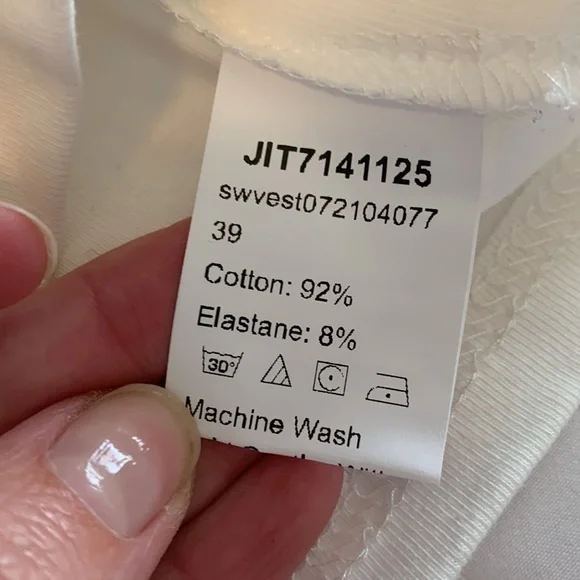 JIT7141125
swvest072104077
39
Cotton: 92%
Elastane: 8%
30°
Machine Wash